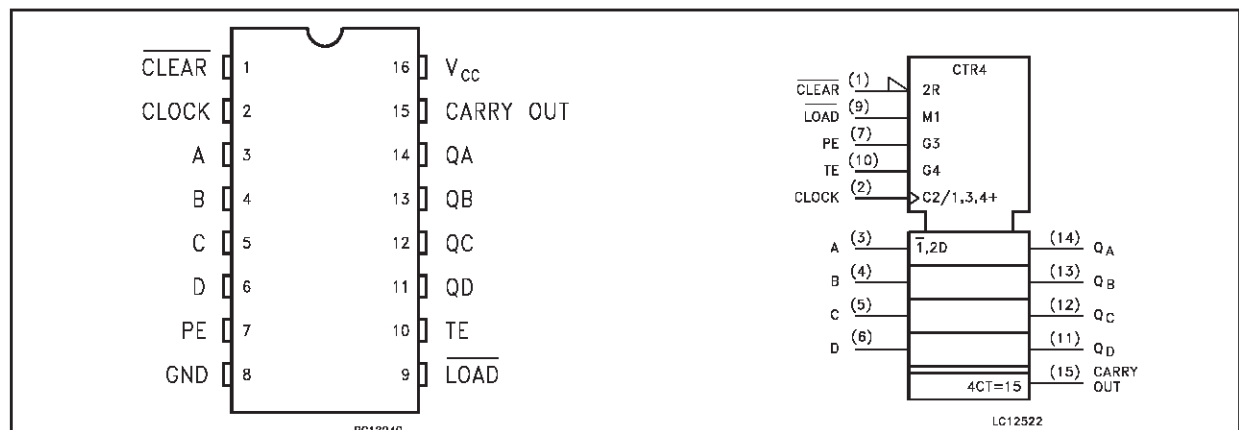 CLEAR 1 16 VCC
CLOCK 2 15 CARRY OUT
A 3 14 QA
B 4 13 QB
C 5 12 QC
D 6 11 QD
PE 7 10 TE
GND 8 9 LOAD
CTR4
CLEAR (1) 2R
LOAD (9) M1
PE (7) G3
TE (10) G4
CLOCK (2) C2/1,3,4+
A (3) 1̅,2D (14) QA
B (4) (13) QB
C (5) (12) QC
D (6) (11) QD
4CT=15 (15) CARRY OUT
LC12522